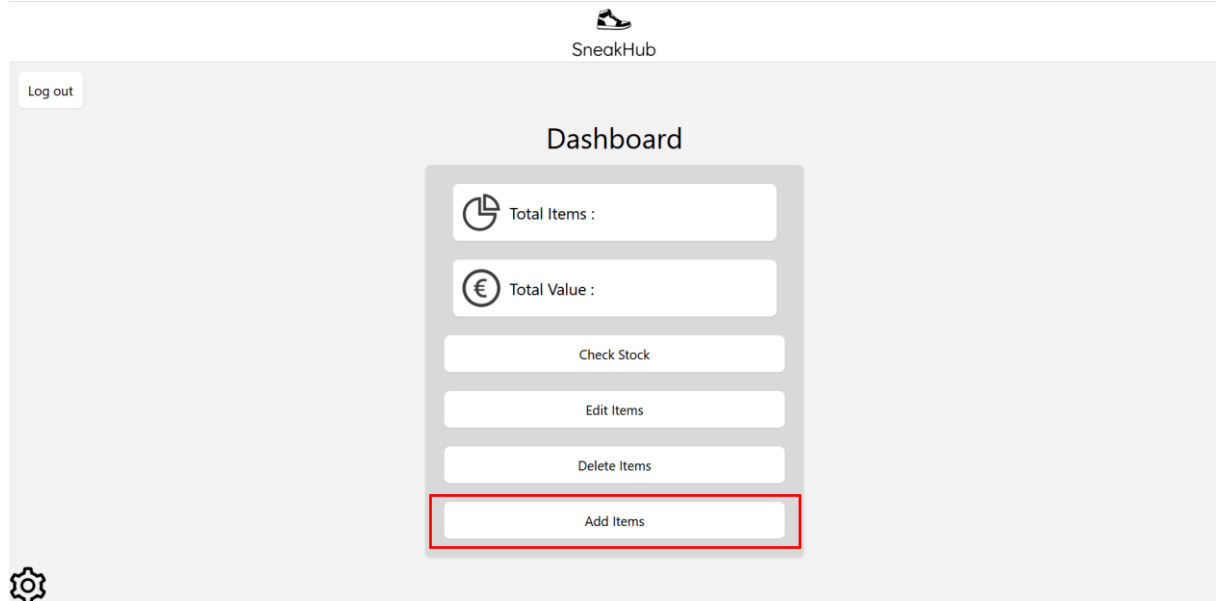 SneakHub
Log out
Dashboard
Total Items :
€ Total Value :
Check Stock
Edit Items
Delete Items
Add Items